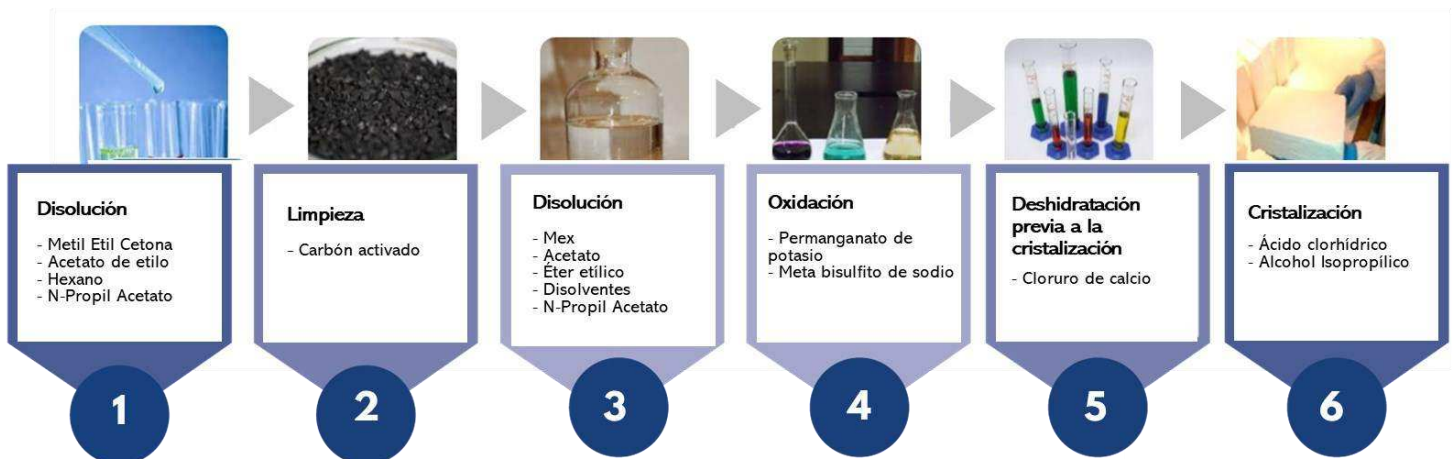 Disolución
- Metil Etil Cetona
- Acetato de etilo
- Hexano
- N-Propil Acetato
1
Limpieza
- Carbón activado
2
Disolución
- Mex
- Acetato
- Éter etílico
- Disolventes
- N-Propil Acetato
3
Oxidación
- Permanganato de
potasio
- Meta bisulfito de sodio
4
Deshidratación
previa a la
cristalización
- Cloruro de calcio
5
Cristalización
- Ácido clorhídrico
- Alcohol Isopropílico
6